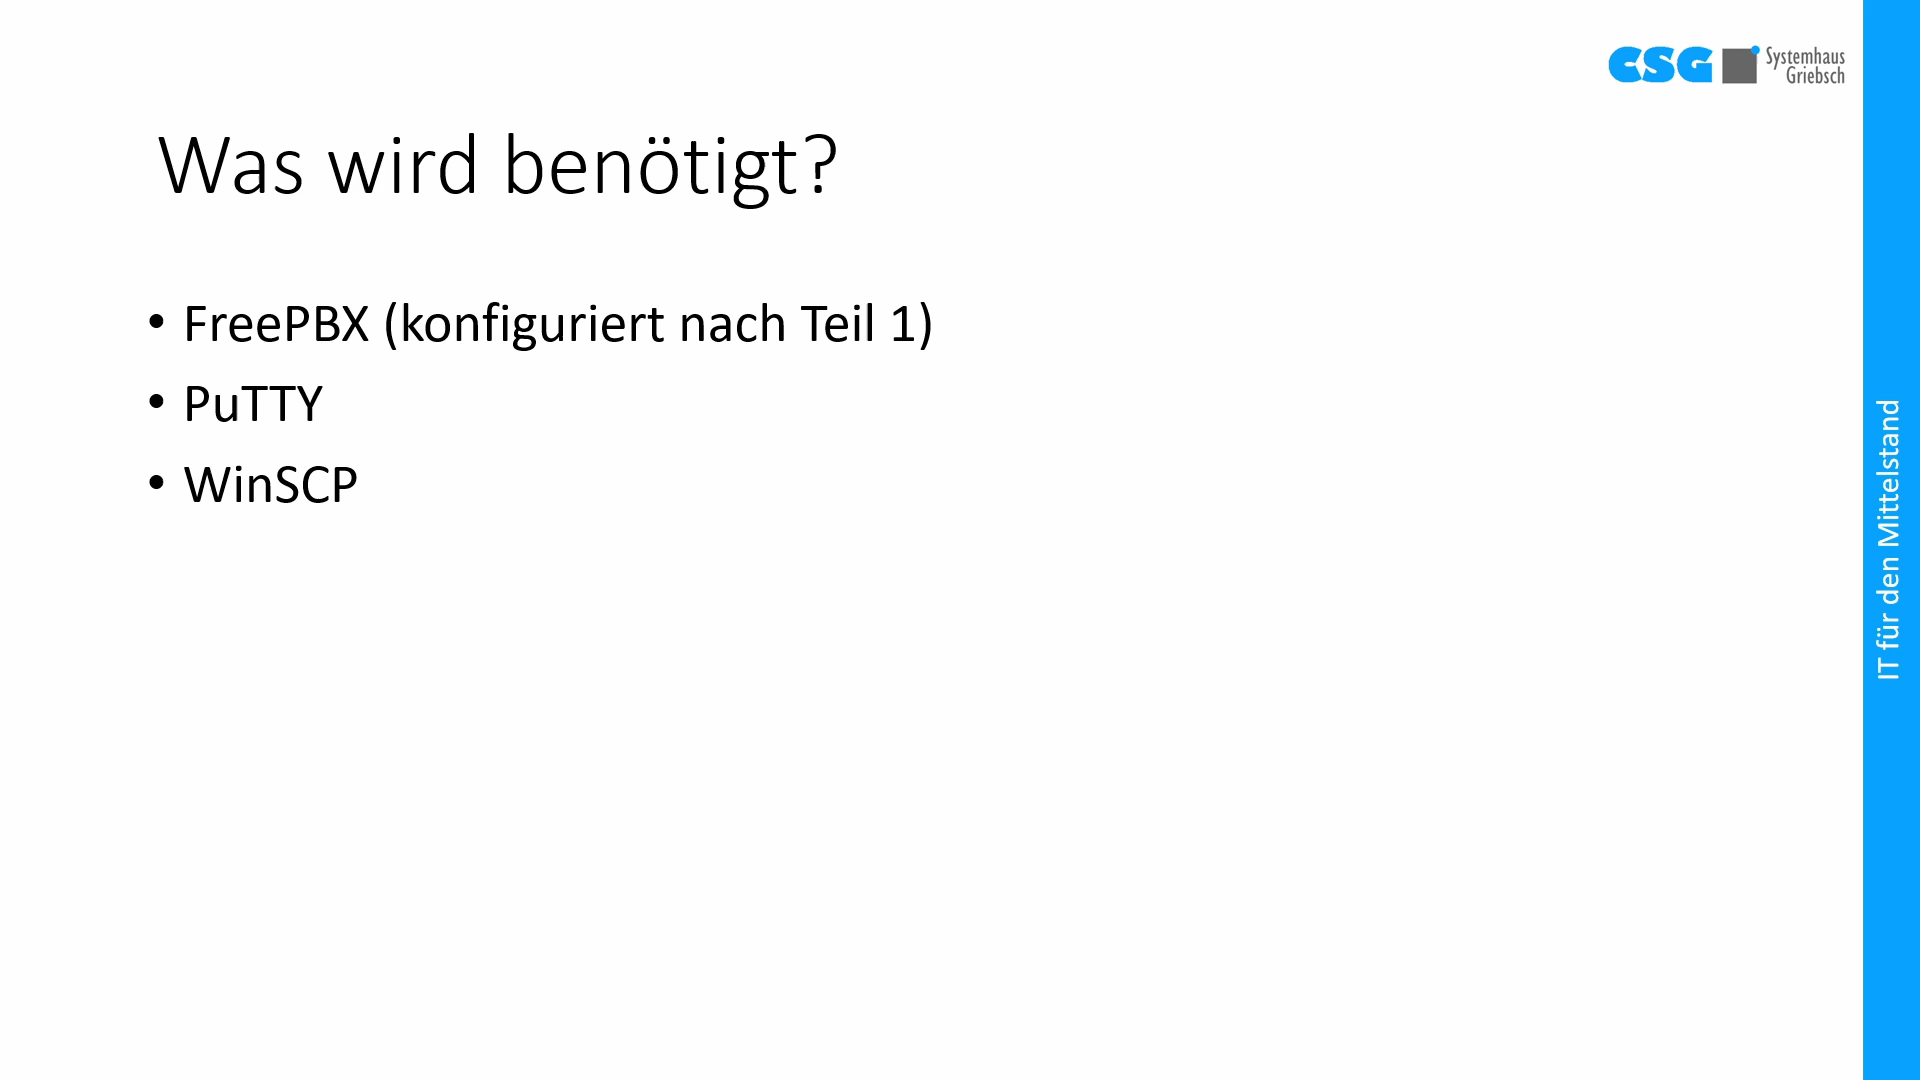 CSG Systemhaus
Griebsch
Was wird benötigt?
• FreePBX (konfiguriert nach Teil 1)
• PuTTY
• WinSCP
IT für den Mittelstand